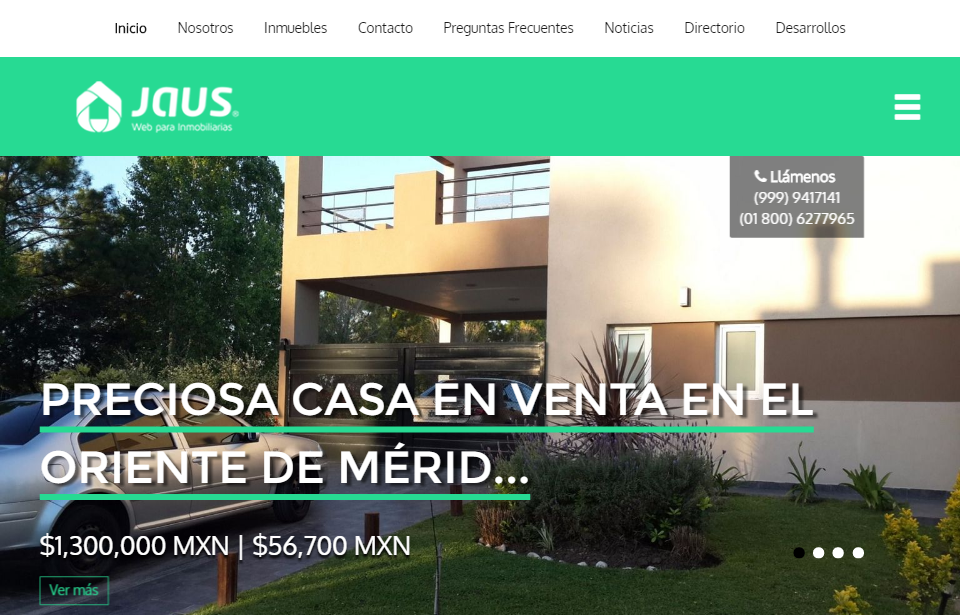 Inicio Nosotros Inmuebles Contacto Preguntas Frecuentes Noticias Directorio Desarrollos
JAUS®
Web para Inmobiliarias
Llámenos
(999) 9417141
(01 800) 6277965
PRECIOSA CASA EN VENTA EN EL
ORIENTE DE MÉRID...
$1,300,000 MXN | $56,700 MXN
Ver más